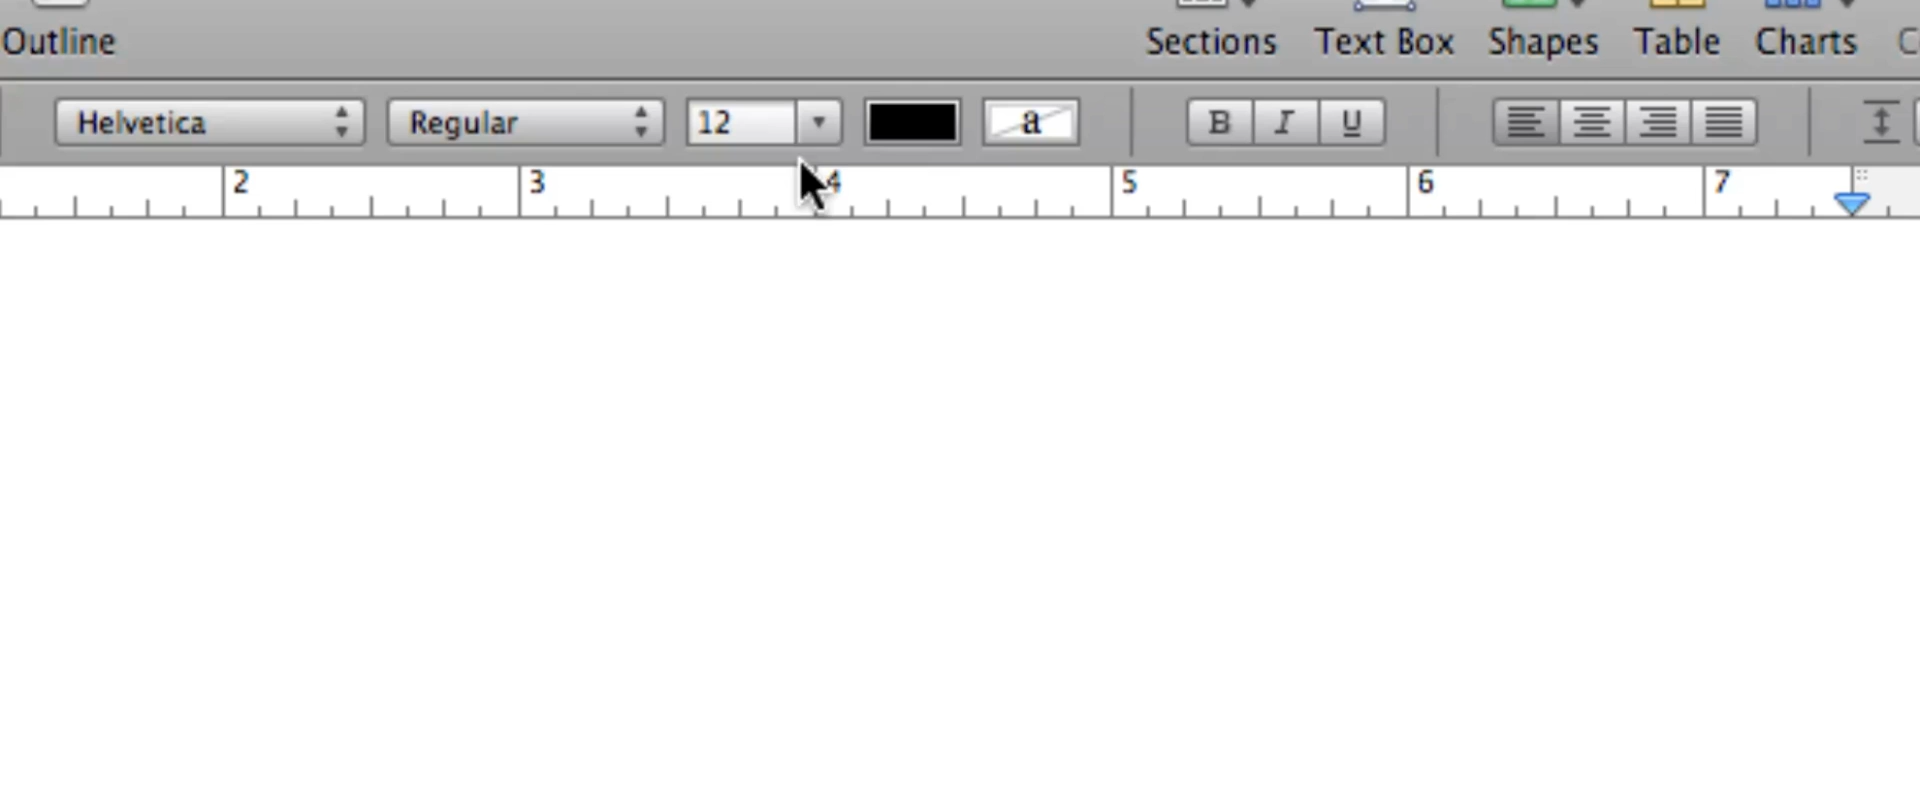 Outline Sections Text Box Shapes Table Charts
Helvetica Regular 12 a B I U
2 3 4 5 6 7